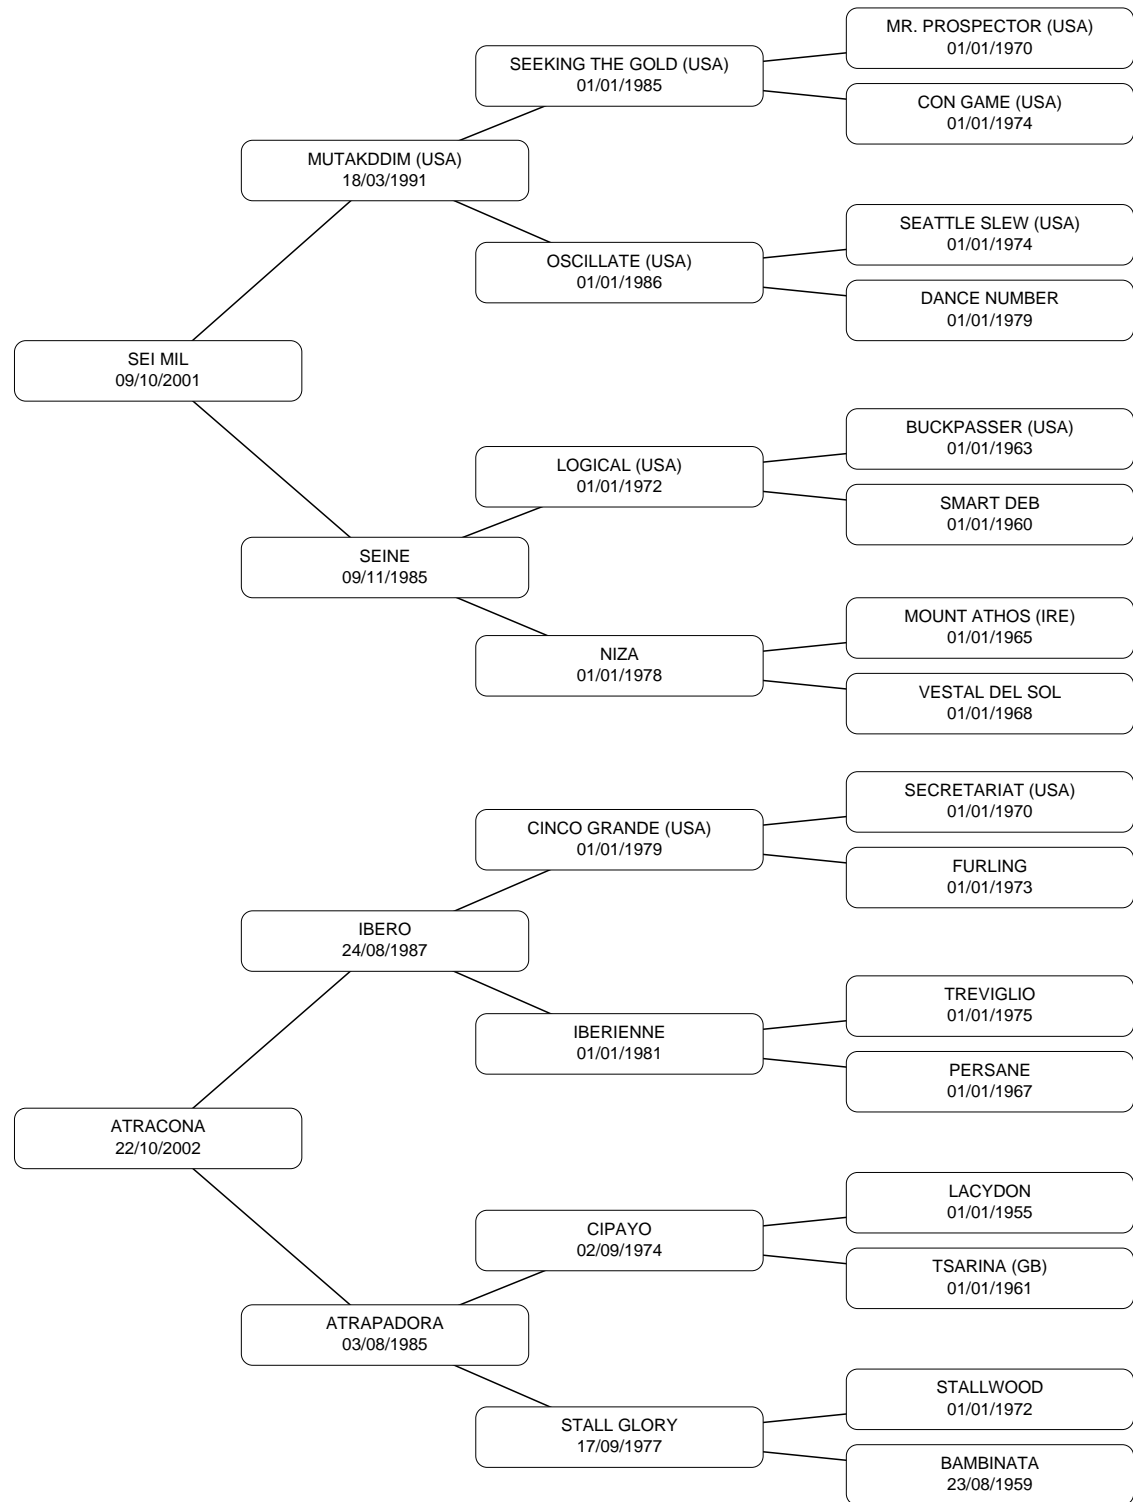 MR. PROSPECTOR (USA)
01/01/1970
SEEKING THE GOLD (USA)
01/01/1985
CON GAME (USA)
01/01/1974
MUTAKDDIM (USA)
18/03/1991
SEATTLE SLEW (USA)
01/01/1974
OSCILLATE (USA)
01/01/1986
DANCE NUMBER
01/01/1979
SEI MIL
09/10/2001
BUCKPASSER (USA)
01/01/1963
LOGICAL (USA)
01/01/1972
SMART DEB
01/01/1960
SEINE
09/11/1985
MOUNT ATHOS (IRE)
01/01/1965
NIZA
01/01/1978
VESTAL DEL SOL
01/01/1968
SECRETARIAT (USA)
01/01/1970
CINCO GRANDE (USA)
01/01/1979
FURLING
01/01/1973
IBERO
24/08/1987
TREVIGLIO
01/01/1975
IBERIENNE
01/01/1981
PERSANE
01/01/1967
ATRACONA
22/10/2002
LACYDON
01/01/1955
CIPAYO
02/09/1974
TSARINA (GB)
01/01/1961
ATRAPADORA
03/08/1985
STALLWOOD
01/01/1972
STALL GLORY
17/09/1977
BAMBINATA
23/08/1959